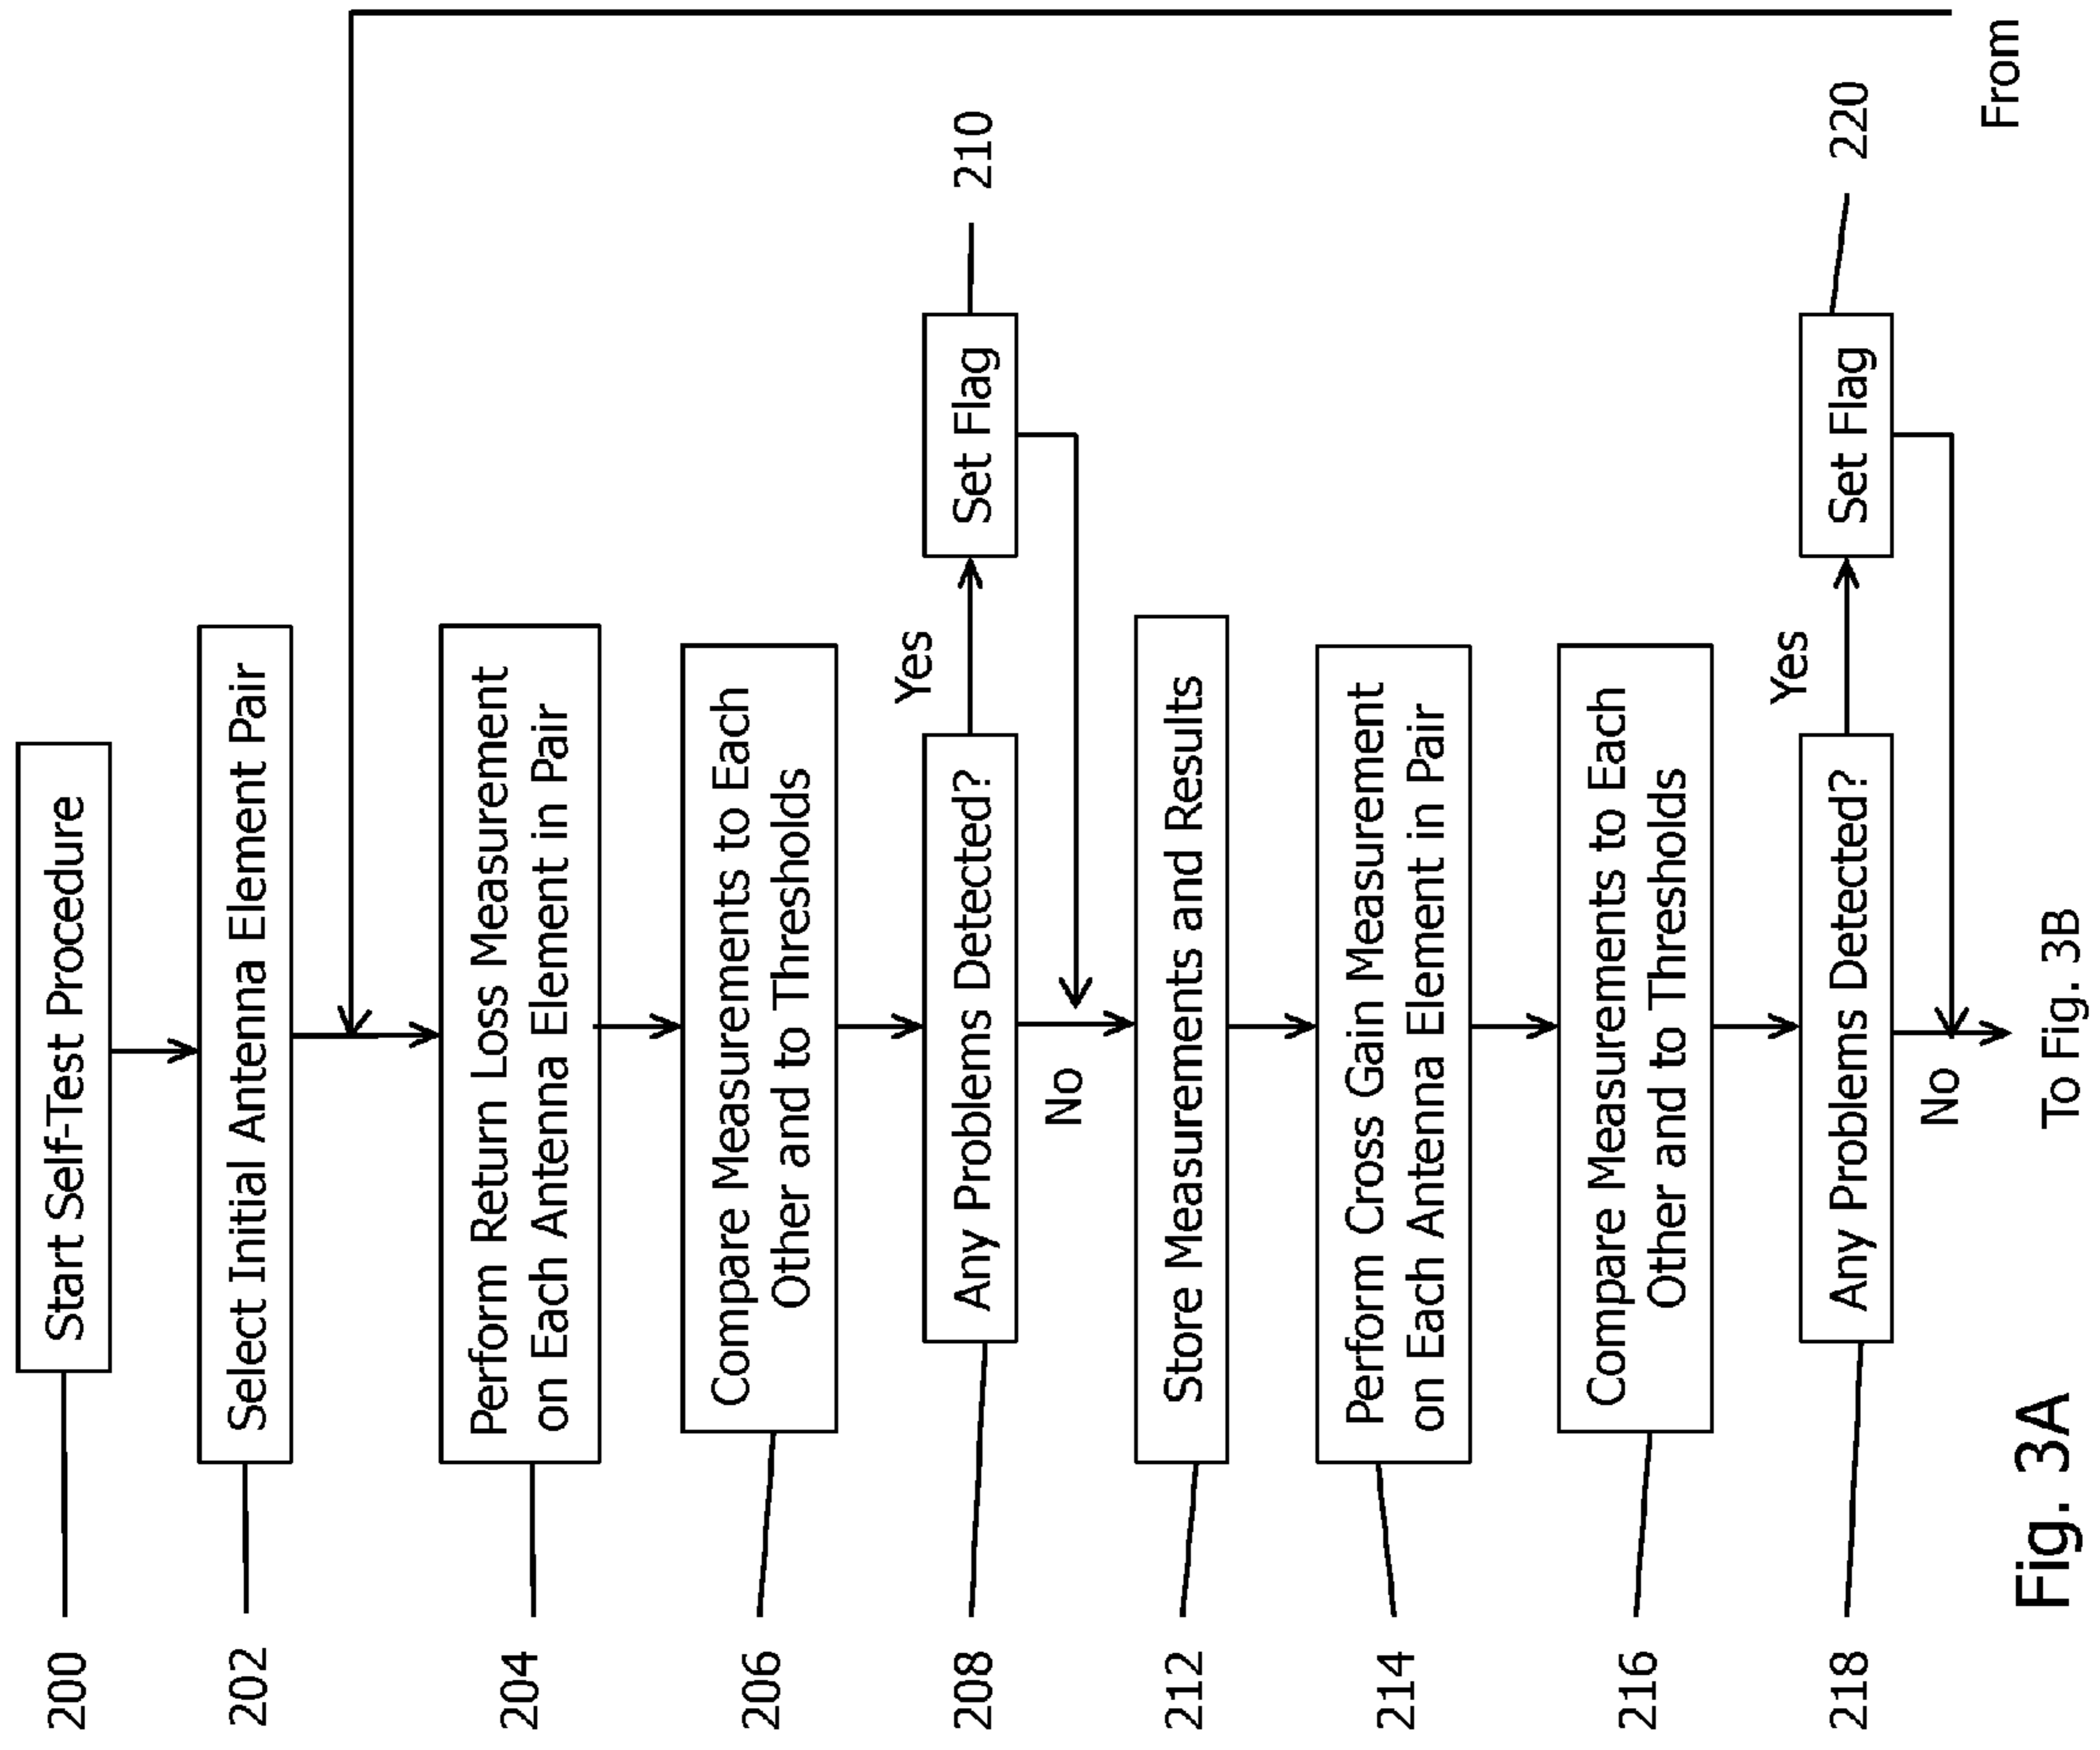 200
Start Self-Test Procedure
202
Select Initial Antenna Element Pair
204
Perform Return Loss Measurement
on Each Antenna Element in Pair
206
Compare Measurements to Each
Other and to Thresholds
208
Any Problems Detected?
Yes
Set Flag
210
No
212
Store Measurements and Results
214
Perform Cross Gain Measurement
on Each Antenna Element in Pair
216
Compare Measurements to Each
Other and to Thresholds
218
Any Problems Detected?
Yes
Set Flag
220
No
From
To Fig. 3B
Fig. 3A